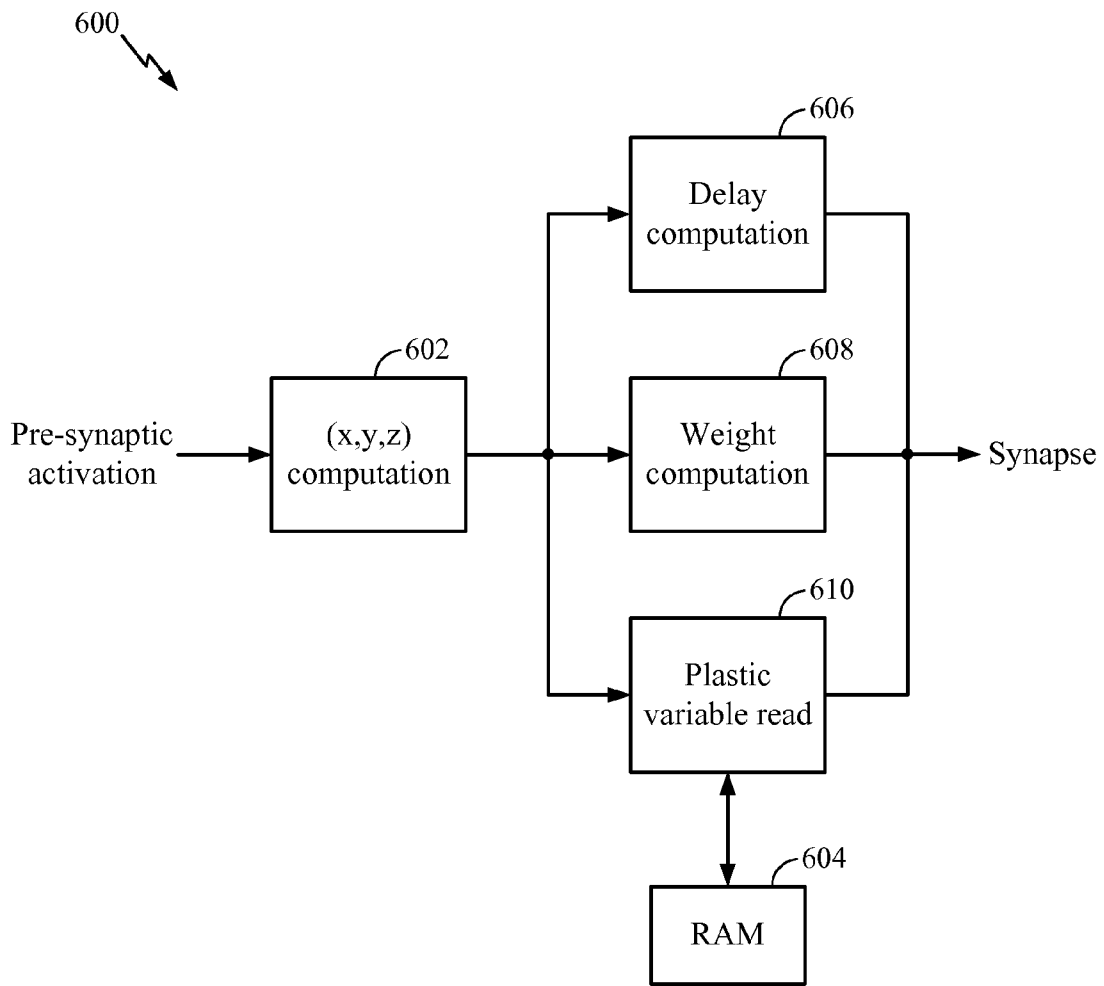 600
606
Delay
computation
602
608
Pre-synaptic
activation
(x,y,z)
computation
Weight
computation
Synapse
610
Plastic
variable read
604
RAM